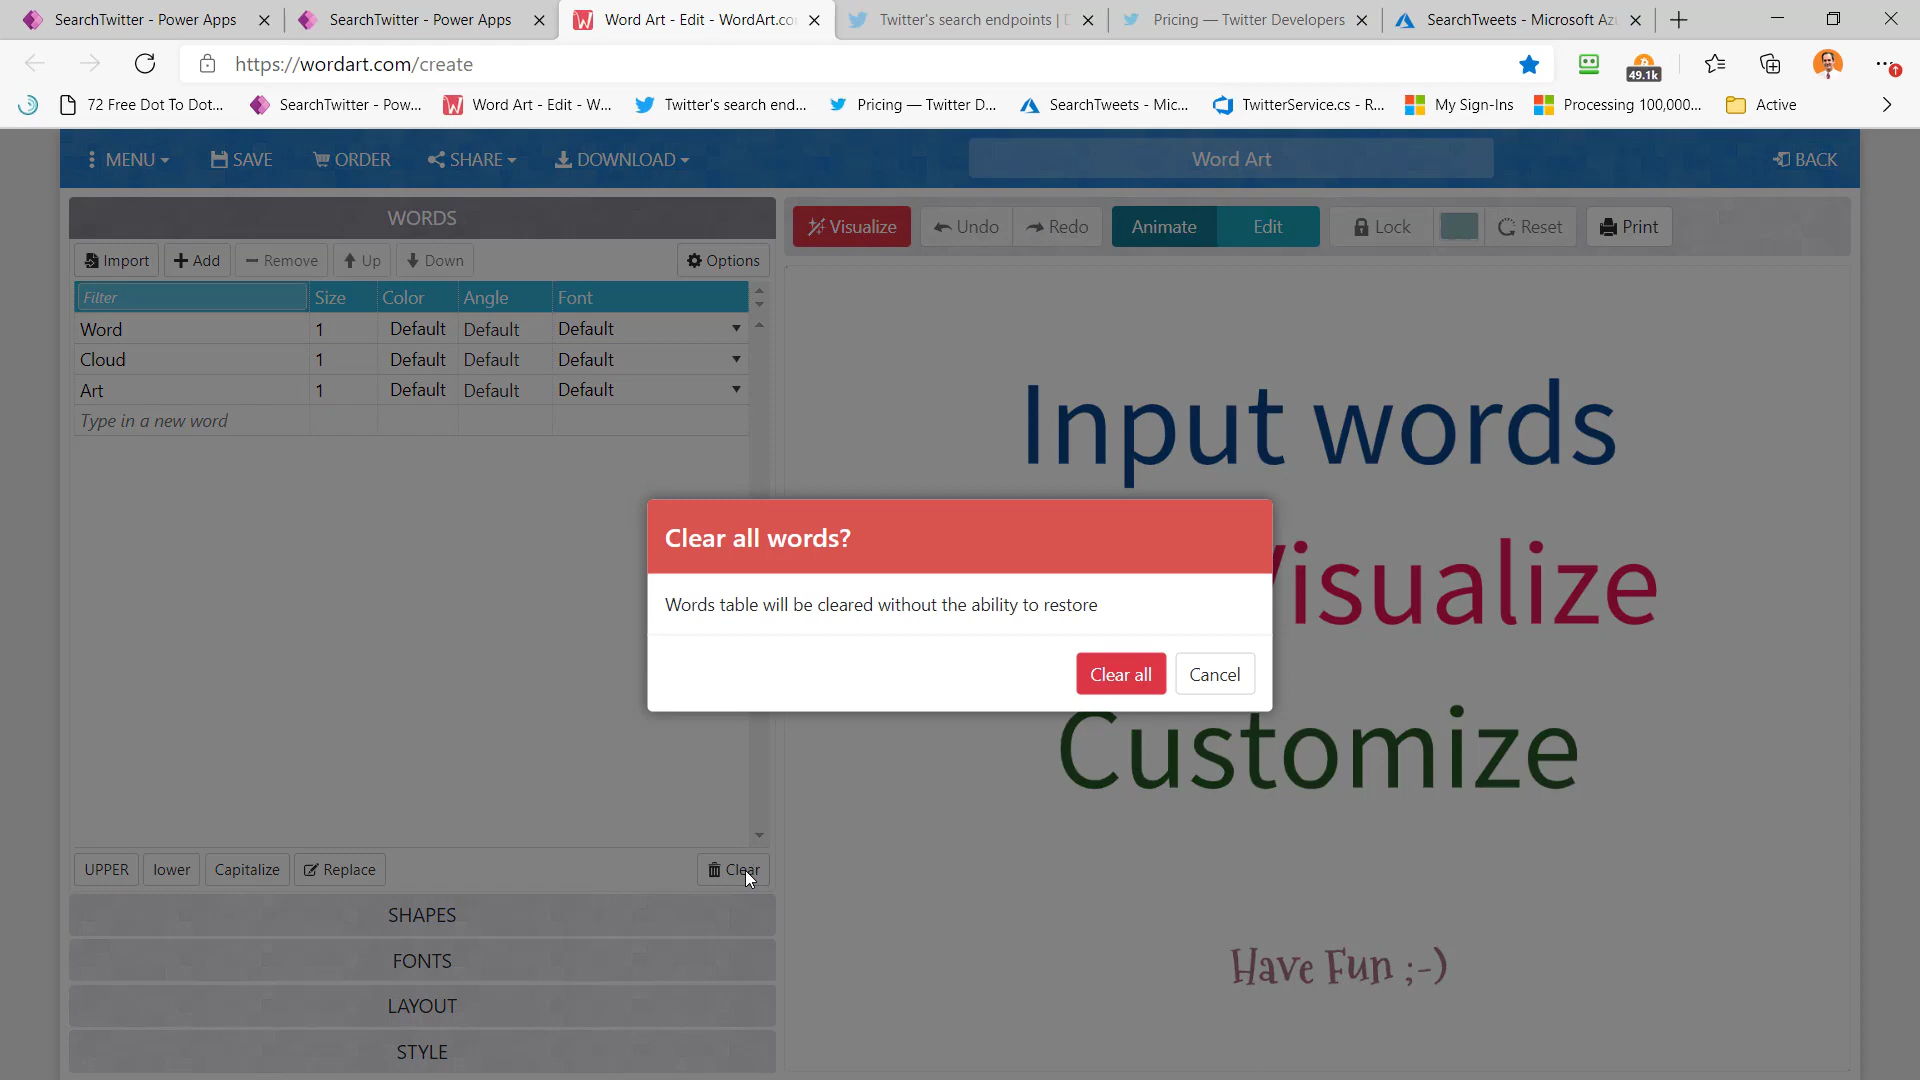 SearchTwitter - Power Apps
SearchTwitter - Power Apps
Word Art - Edit - WordArt.co
Twitter's search endpoints | D
Pricing — Twitter Developers
SearchTweets - Microsoft Az
https://wordart.com/create
49.1k
72 Free Dot To Dot...
SearchTwitter - Pow...
Word Art - Edit - W...
Twitter's search end...
Pricing — Twitter D...
SearchTweets - Mic...
TwitterService.cs - R...
My Sign-Ins
Processing 100,000...
Active
MENU
SAVE
ORDER
SHARE
DOWNLOAD
Word Art
BACK
WORDS
Visualize
Undo
Redo
Animate
Edit
Lock
Reset
Print
Import
Add
Remove
Up
Down
Options
Filter Size Color Angle Font
Word 1 Default Default Default
Cloud 1 Default Default Default
Art 1 Default Default Default
Type in a new word
Input words
Visualize
Customize
Have Fun ;-)
Clear all words?
Words table will be cleared without the ability to restore
Clear all
Cancel
UPPER
lower
Capitalize
Replace
Clear
SHAPES
FONTS
LAYOUT
STYLE